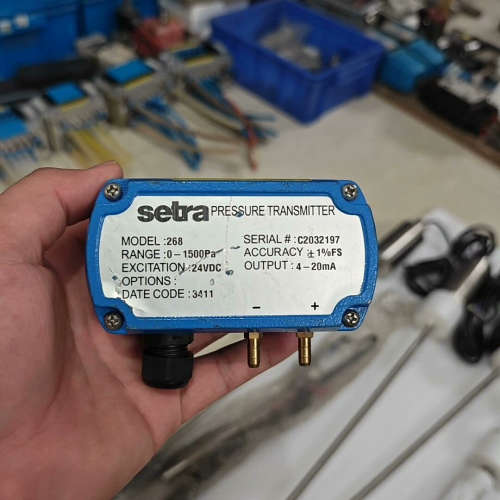 setra PRESSURE TRANSMITTER
MODEL :268
SERIAL # : C2032197
RANGE : 0–1500Pa
ACCURACY : ±1%FS
EXCITATION : 24VDC
OUTPUT : 4–20mA
OPTIONS :
DATE CODE : 3411
− +